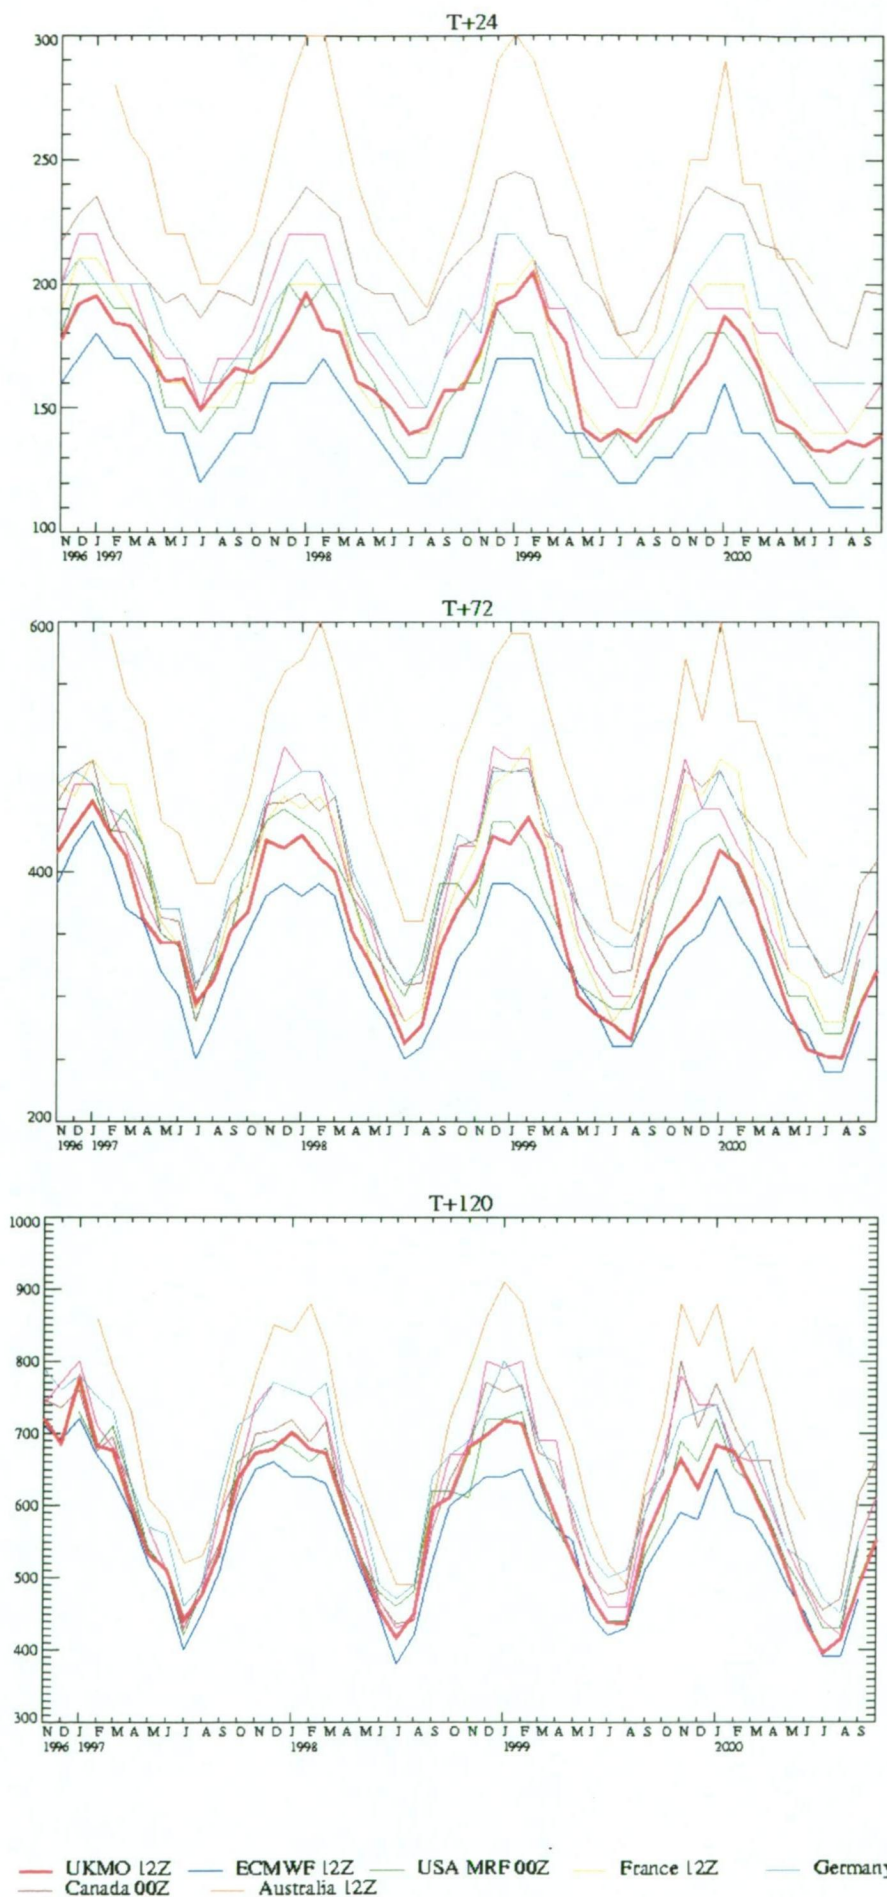 T+24
300
250
200
150
100
N D J F M A M J J A S O N D J F M A M J J A S O N D J F M A M J J A S O N D J F M A M J J A S
1996 1997 1998 1999 2000
T+72
600
400
200
N D J F M A M J J A S O N D J F M A M J J A S O N D J F M A M J J A S O N D J F M A M J J A S
1996 1997 1998 1999 2000
T+120
1000
900
800
700
600
500
400
300
N D J F M A M J J A S O N D J F M A M J J A S O N D J F M A M J J A S O N D J F M A M J J A S
1996 1997 1998 1999 2000
UKMO 12Z ECMWF 12Z USA MRF 00Z France 12Z Germany
Canada 00Z Australia 12Z